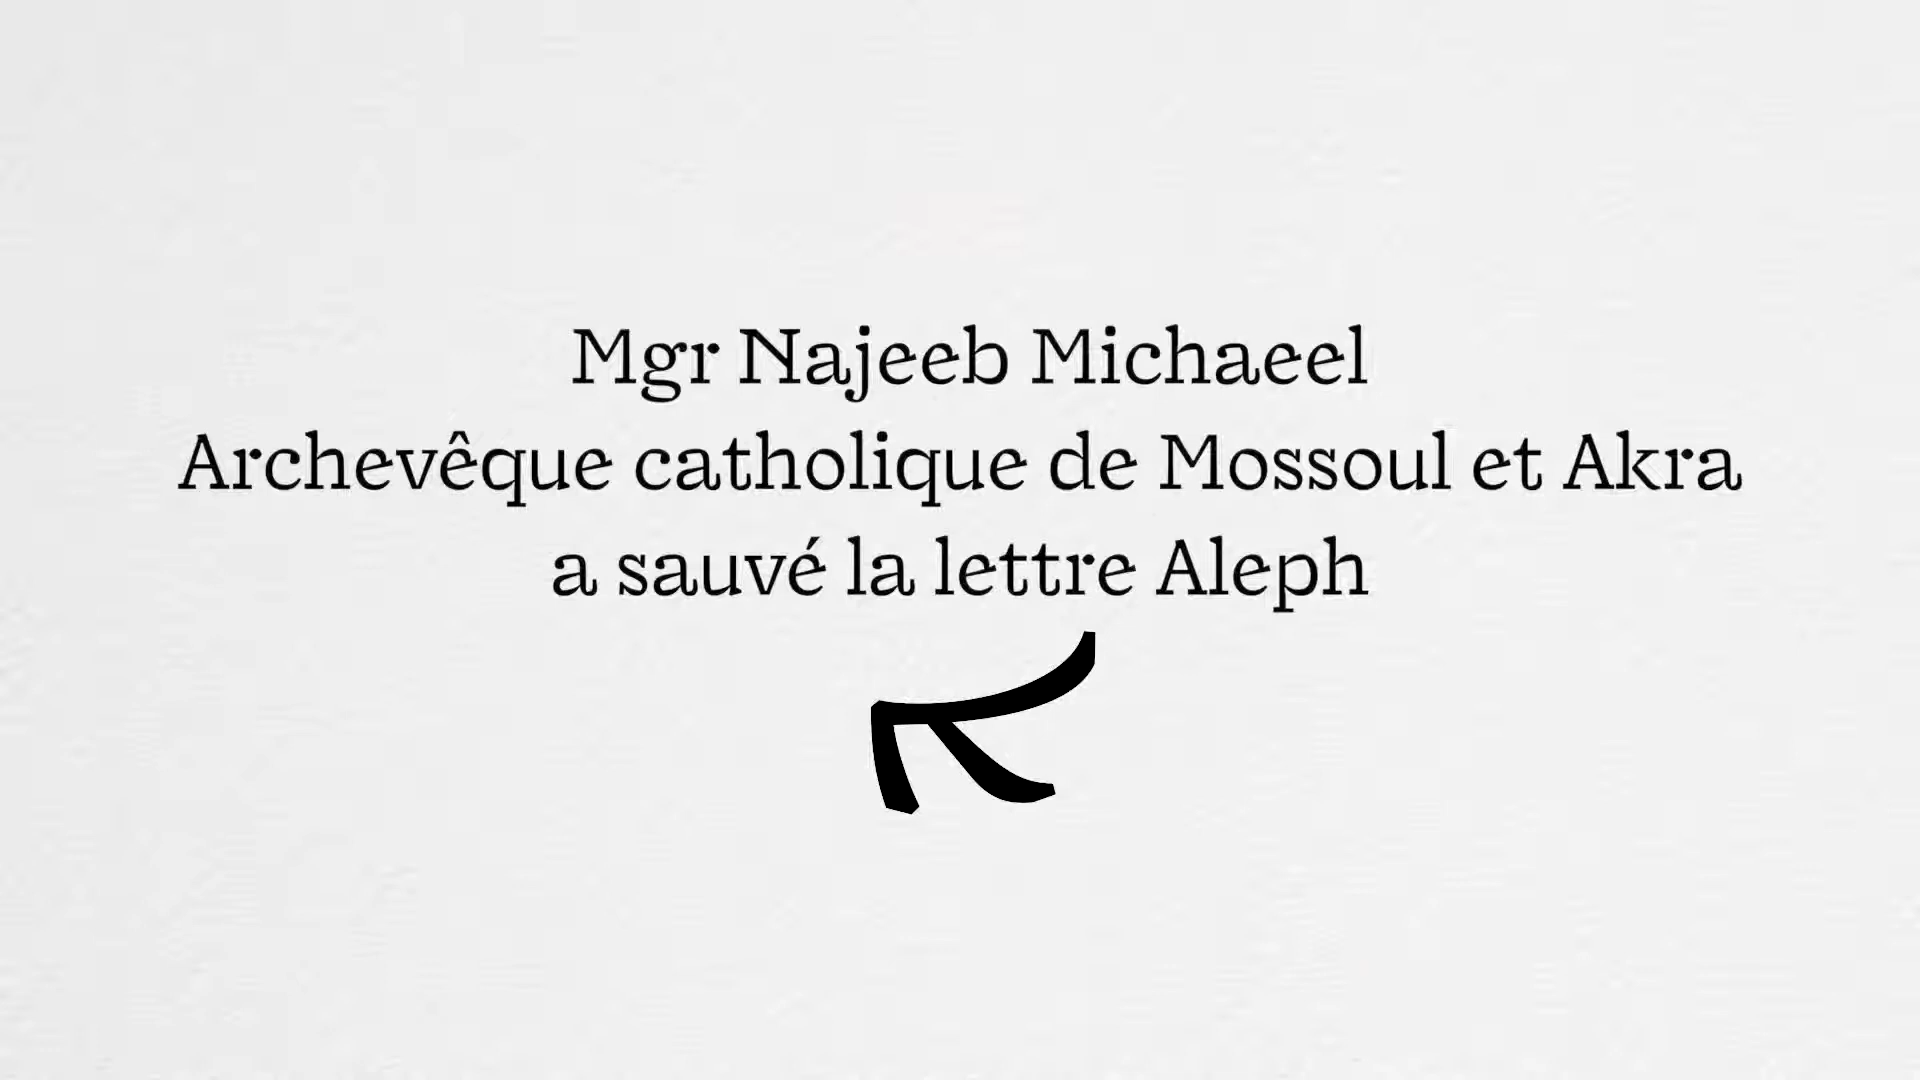 Mgr Najeeb Michaeel
Archevêque catholique de Mossoul et Akra
a sauvé la lettre Aleph
ܐ